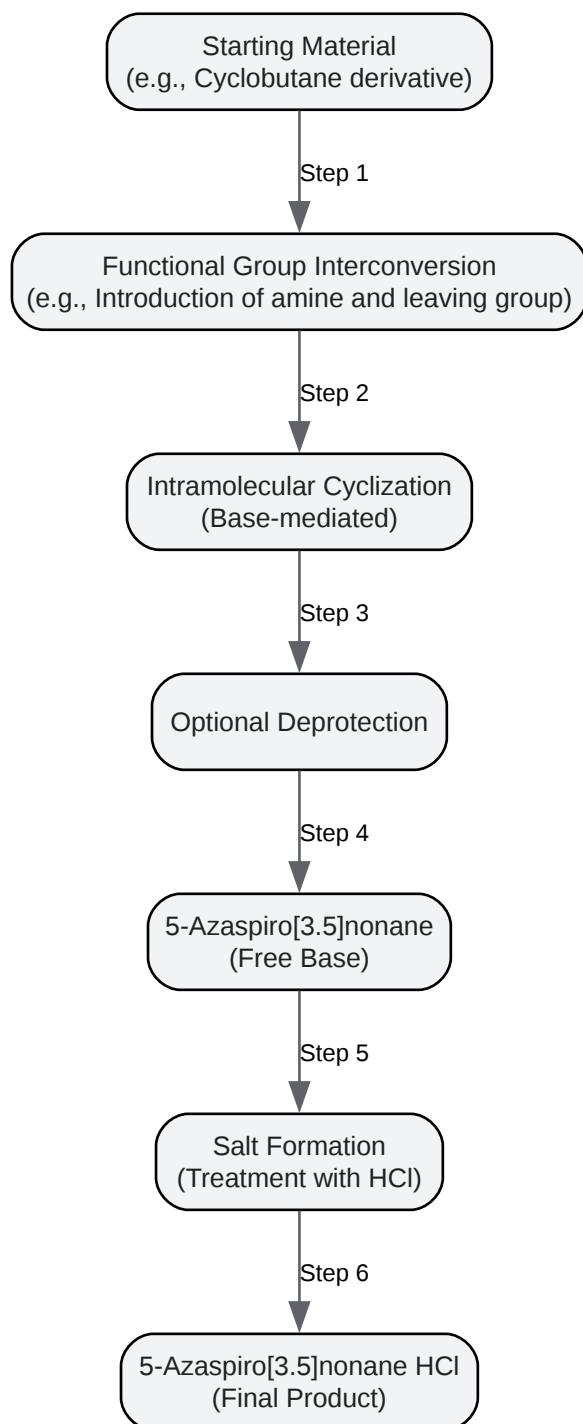 Starting Material
(e.g., Cyclobutane derivative)
Step 1
Functional Group Interconversion
(e.g., Introduction of amine and leaving group)
Step 2
Intramolecular Cyclization
(Base-mediated)
Step 3
Optional Deprotection
Step 4
5-Azaspiro[3.5]nonane
(Free Base)
Step 5
Salt Formation
(Treatment with HCl)
Step 6
5-Azaspiro[3.5]nonane HCl
(Final Product)